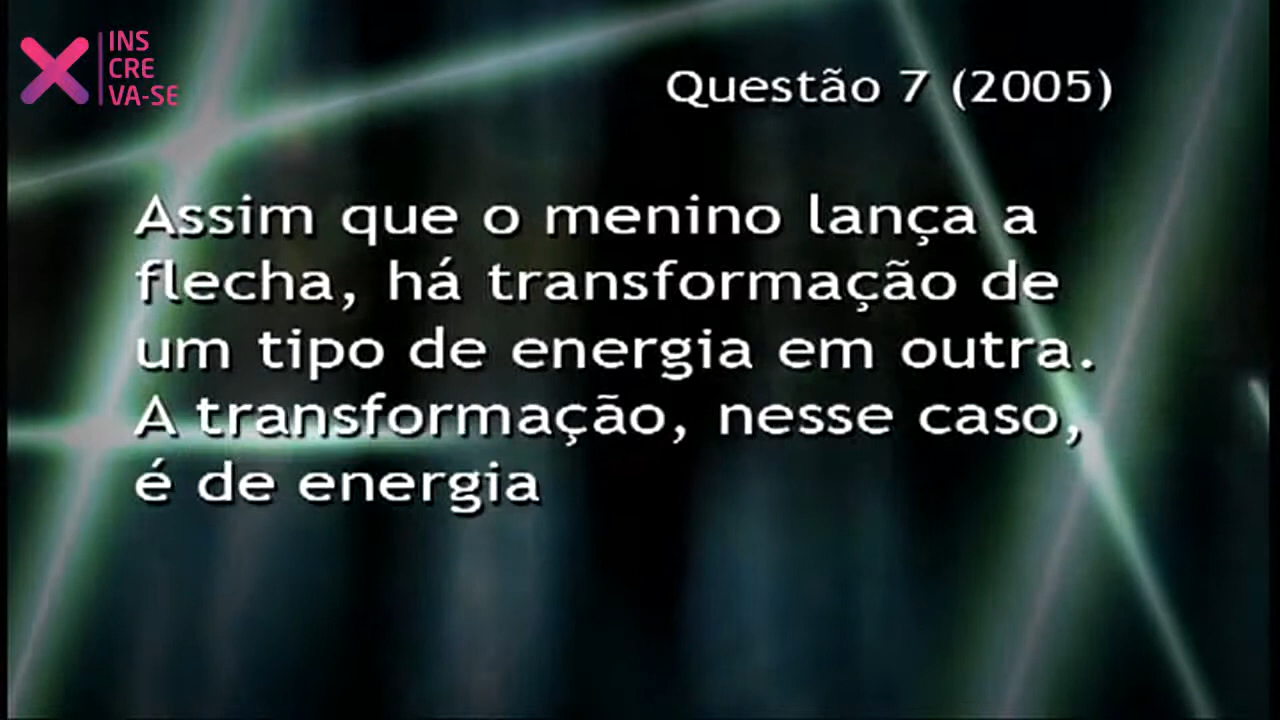 INS
CRE
VA-SE
Questão 7 (2005)
Assim que o menino lança a
flecha, há transformação de
um tipo de energia em outra.
A transformação, nesse caso,
é de energia